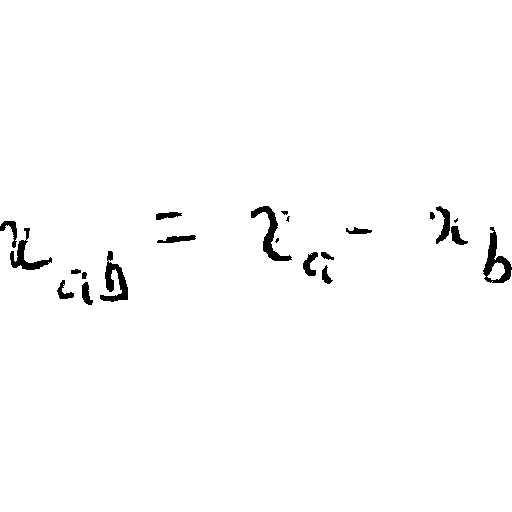 x_{ab} = x_a - x_b